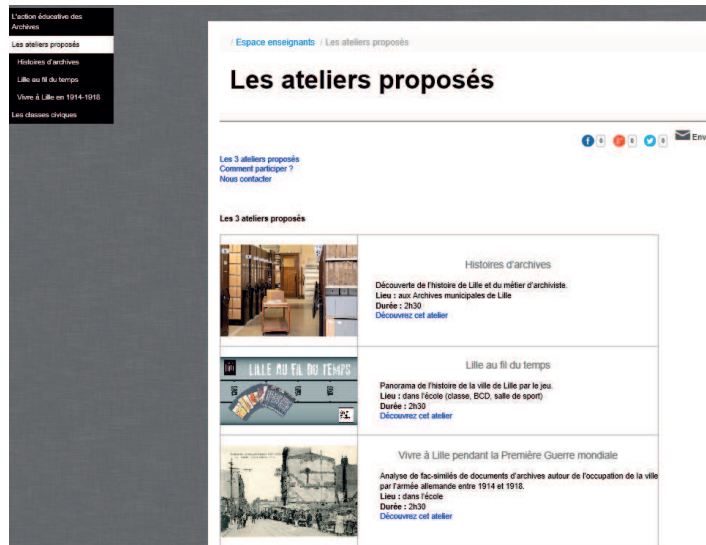 L'action éducative des
Archives
Les ateliers proposés
Histoires d'archives
Lille au fil du temps
Vivre à Lille en 1914-1918
Les classes civiques
/ Espace enseignants / Les ateliers proposés
Les ateliers proposés
0 0 0 Env
Les 3 ateliers proposés
Comment participer ?
Nous contacter
Les 3 ateliers proposés
Histoires d'archives
Découverte de l'histoire de Lille et du métier d'archiviste.
Lieu : aux Archives municipales de Lille
Durée : 2h30
Découvrez cet atelier
LILLE AU FIL DU TEMPS
Lille au fil du temps
Panorama de l'histoire de la ville de Lille par le jeu.
Lieu : dans l'école (classe, BCD, salle de sport)
Durée : 2h30
Découvrez cet atelier
Vivre à Lille pendant la Première Guerre mondiale
Analyse de fac-similés de documents d'archives autour de l'occupation de la ville
par l'armée allemande entre 1914 et 1918.
Lieu : dans l'école
Durée : 2h30
Découvrez cet atelier